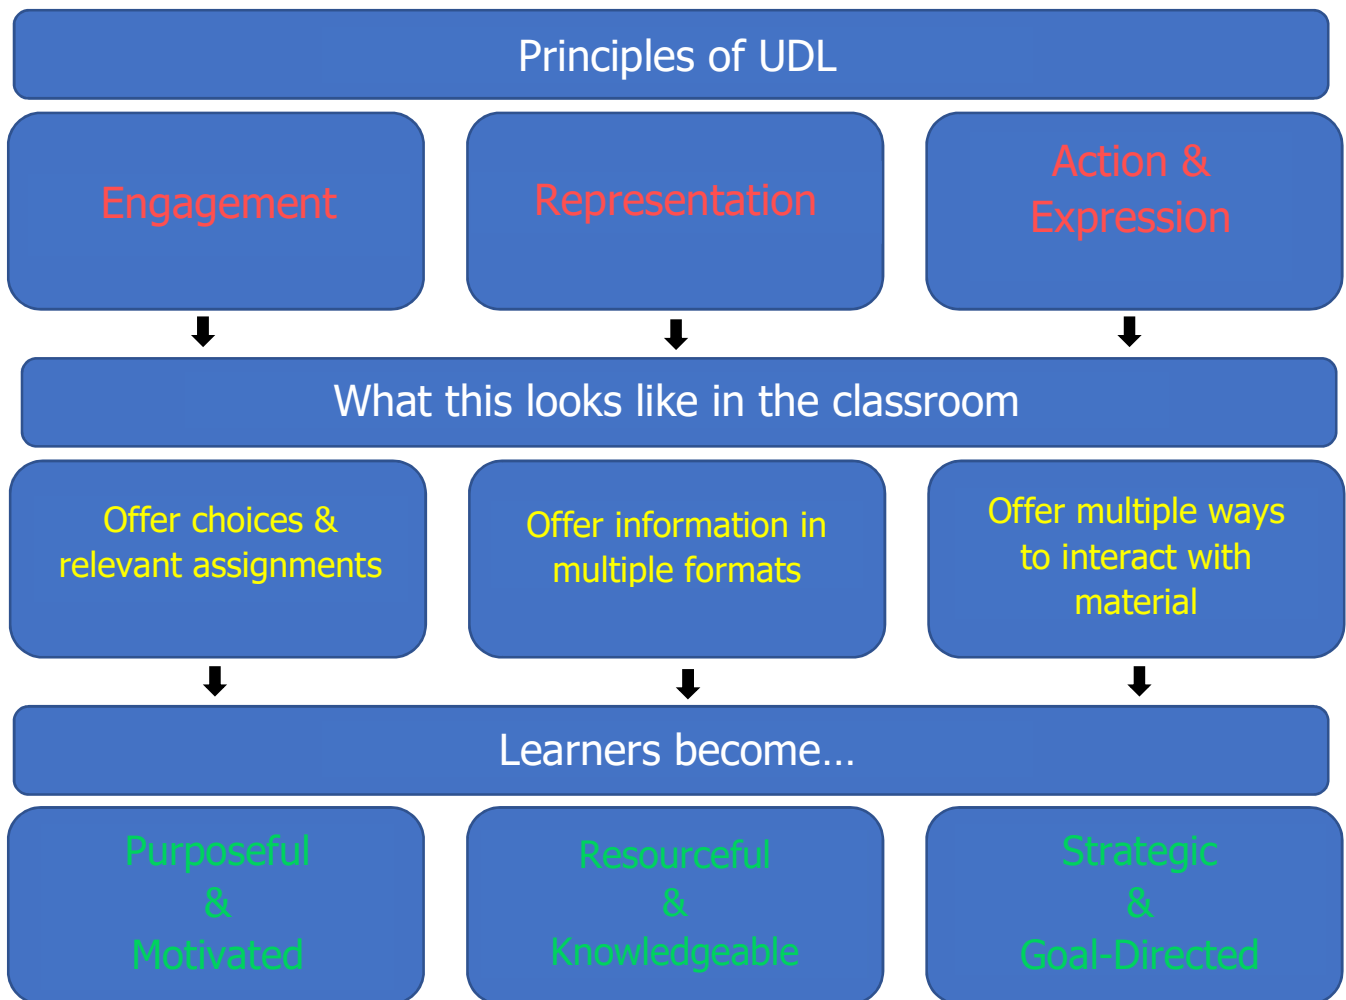 Principles of UDL
Engagement
Representation
Action &
Expression
What this looks like in the classroom
Offer choices &
relevant assignments
Offer information in
multiple formats
Offer multiple ways
to interact with
material
Learners become…
Purposeful
&
Motivated
Resourceful
&
Knowledgeable
Strategic
&
Goal-Directed